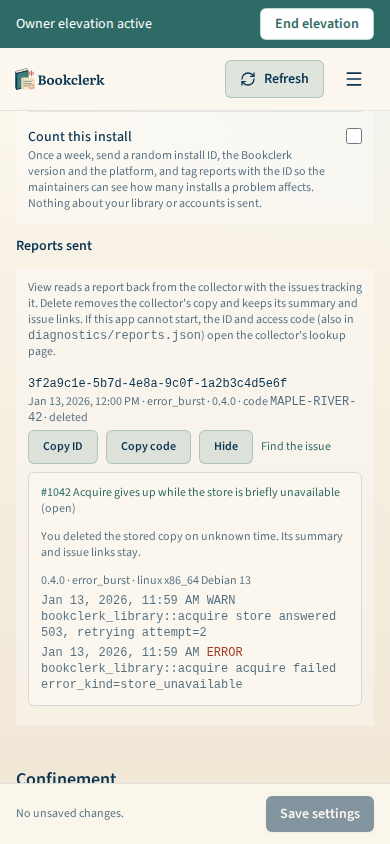 Owner elevation active
End elevation
Bookclerk
Refresh
Count this install
Once a week, send a random install ID, the Bookclerk
version and the platform, and tag reports with the ID so the
maintainers can see how many installs a problem affects.
Nothing about your library or accounts is sent.
Reports sent
View reads a report back from the collector with the issues tracking
it. Delete removes the collector's copy and keeps its summary and
issue links. If this app cannot start, the ID and access code (also in
diagnostics/reports.json) open the collector's lookup
page.
3f2a9c1e-5b7d-4e8a-9c0f-1a2b3c4d5e6f
Jan 13, 2026, 12:00 PM · error_burst · 0.4.0 · code MAPLE-RIVER-
42 · deleted
Copy ID
Copy code
Hide
Find the issue
#1042 Acquire gives up while the store is briefly unavailable
(open)
You deleted the stored copy on unknown time. Its summary
and issue links stay.
0.4.0 · error_burst · linux x86_64 Debian 13
Jan 13, 2026, 11:59 AM WARN
bookclerk_library::acquire store answered
503, retrying attempt=2
Jan 13, 2026, 11:59 AM ERROR
bookclerk_library::acquire acquire failed
error_kind=store_unavailable
Confinement
No unsaved changes.
Save settings